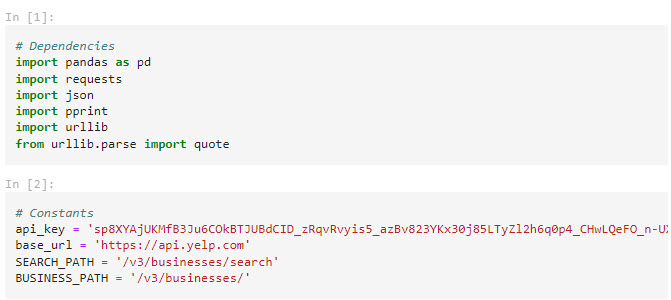 In [1]:
# Dependencies
import pandas as pd
import requests
import json
import pprint
import urllib
from urllib.parse import quote
In [2]:
# Constants
api_key = 'sp8XYAjUKMfB3Ju6COkBTJUBdCID_zRqvRvyis5_azBv823YKx30j85LTyZl2h6q0p4_CHwLQeFO_n-UX
base_url = 'https://api.yelp.com'
SEARCH_PATH = '/v3/businesses/search'
BUSINESS_PATH = '/v3/businesses/'